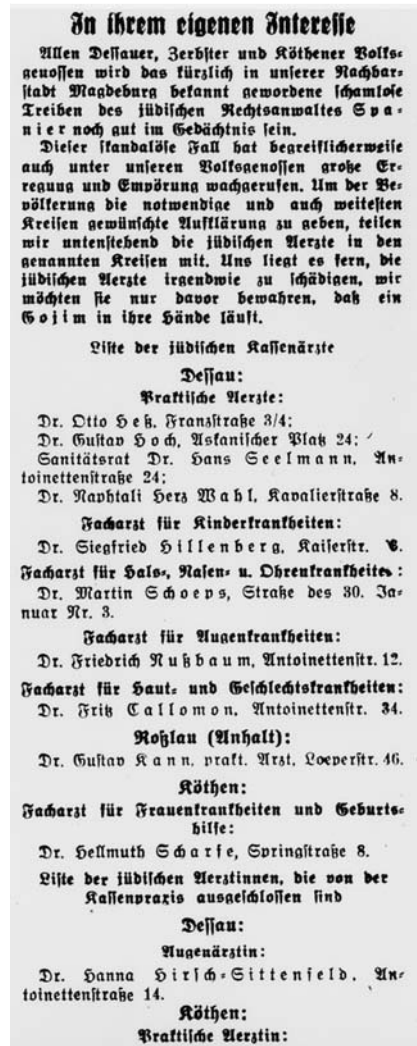 In ihrem eigenen Interesse
Allen Dessauer, Zerbster und Köthener Volks-
genossen wird das kürzlich in unserer Nachbar-
stadt Magdeburg bekannt gewordene schamlose
Treiben des jüdischen Rechtsanwaltes Spa-
nier noch gut im Gedächtnis sein.
Dieser skandalöse Fall hat begreiflicherweise
auch unter unseren Volksgenossen große Er-
regung und Empörung wachgerufen. Um der Be-
völkerung die notwendige und auch weitesten
Kreisen gewünschte Aufklärung zu geben, teilen
wir untenstehend die jüdischen Aerzte in den
genannten Kreisen mit. Uns liegt es fern, die
jüdischen Aerzte irgendwie zu schädigen, wir
möchten sie nur davor bewahren, daß ein
Gojim in ihre Hände läuft.
Liste der jüdischen Kassenärzte
Dessau:
Praktische Aerzte:
Dr. Otto Heß, Franzstraße 3/4;
Dr. Gustav Hoch, Askanischer Platz 24;
Sanitätsrat Dr. Hans Seelmann, An-
toinettenstraße 24;
Dr. Naphtali Herz Wahl, Kavalierstraße 8.
Facharzt für Kinderkrankheiten:
Dr. Siegfried Hillenberg, Kaiserstr.
Facharzt für Hals-, Nasen- u. Ohrenkrankheiten:
Dr. Martin Schoeps, Straße des 30. Ja-
nuar Nr. 3.
Facharzt für Augenkrankheiten:
Dr. Friedrich Nußbaum, Antoinettenstr. 12.
Facharzt für Haut- und Geschlechtskrankheiten:
Dr. Fritz Callomon, Antoinettenstr. 34.
Roßlau (Anhalt):
Dr. Gustav Kann, prakt. Arzt, Loeperstr. 46.
Köthen:
Facharzt für Frauenkrankheiten und Geburts-
hilfe:
Dr. Hellmuth Scharfe, Springstraße 8.
Liste der jüdischen Aerztinnen, die von der
Kassenpraxis ausgeschlossen sind
Dessau:
Augenärztin:
Dr. Hanna Hirsch-Sittenfeld, An-
toinettenstraße 14.
Köthen:
Praktische Aerztin: